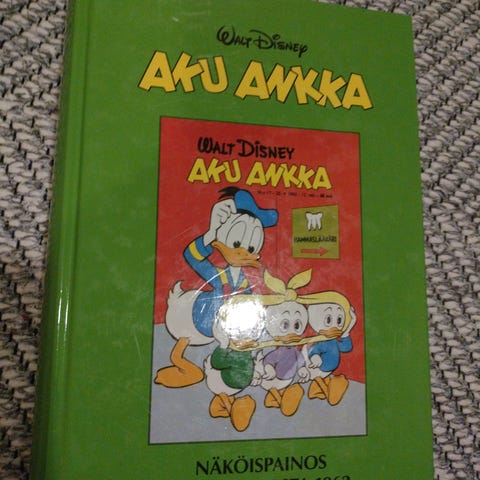 WALT DISNEY
AKU ANKKA
WALT DISNEY
AKU ANKKA
HAMMASLÄÄKÄRI
NÄKÖISPAINOS